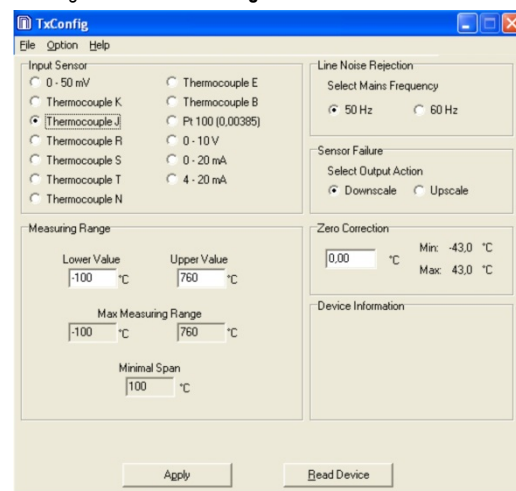 TxConfig
File Option Help
Input Sensor
0 - 50 mV
Thermocouple K
Thermocouple J
Thermocouple R
Thermocouple S
Thermocouple T
Thermocouple N
Thermocouple E
Thermocouple B
Pt 100 (0,00385)
0 - 10 V
0 - 20 mA
4 - 20 mA
Line Noise Rejection
Select Mains Frequency
50 Hz 60 Hz
Sensor Failure
Select Output Action
Downscale Upscale
Measuring Range
Lower Value Upper Value
-100 °C 760 °C
Max Measuring Range
-100 °C 760 °C
Minimal Span
100 °C
Zero Correction
0,00 °C
Min: -43,0 °C
Max: 43,0 °C
Device Information
Apply Read Device